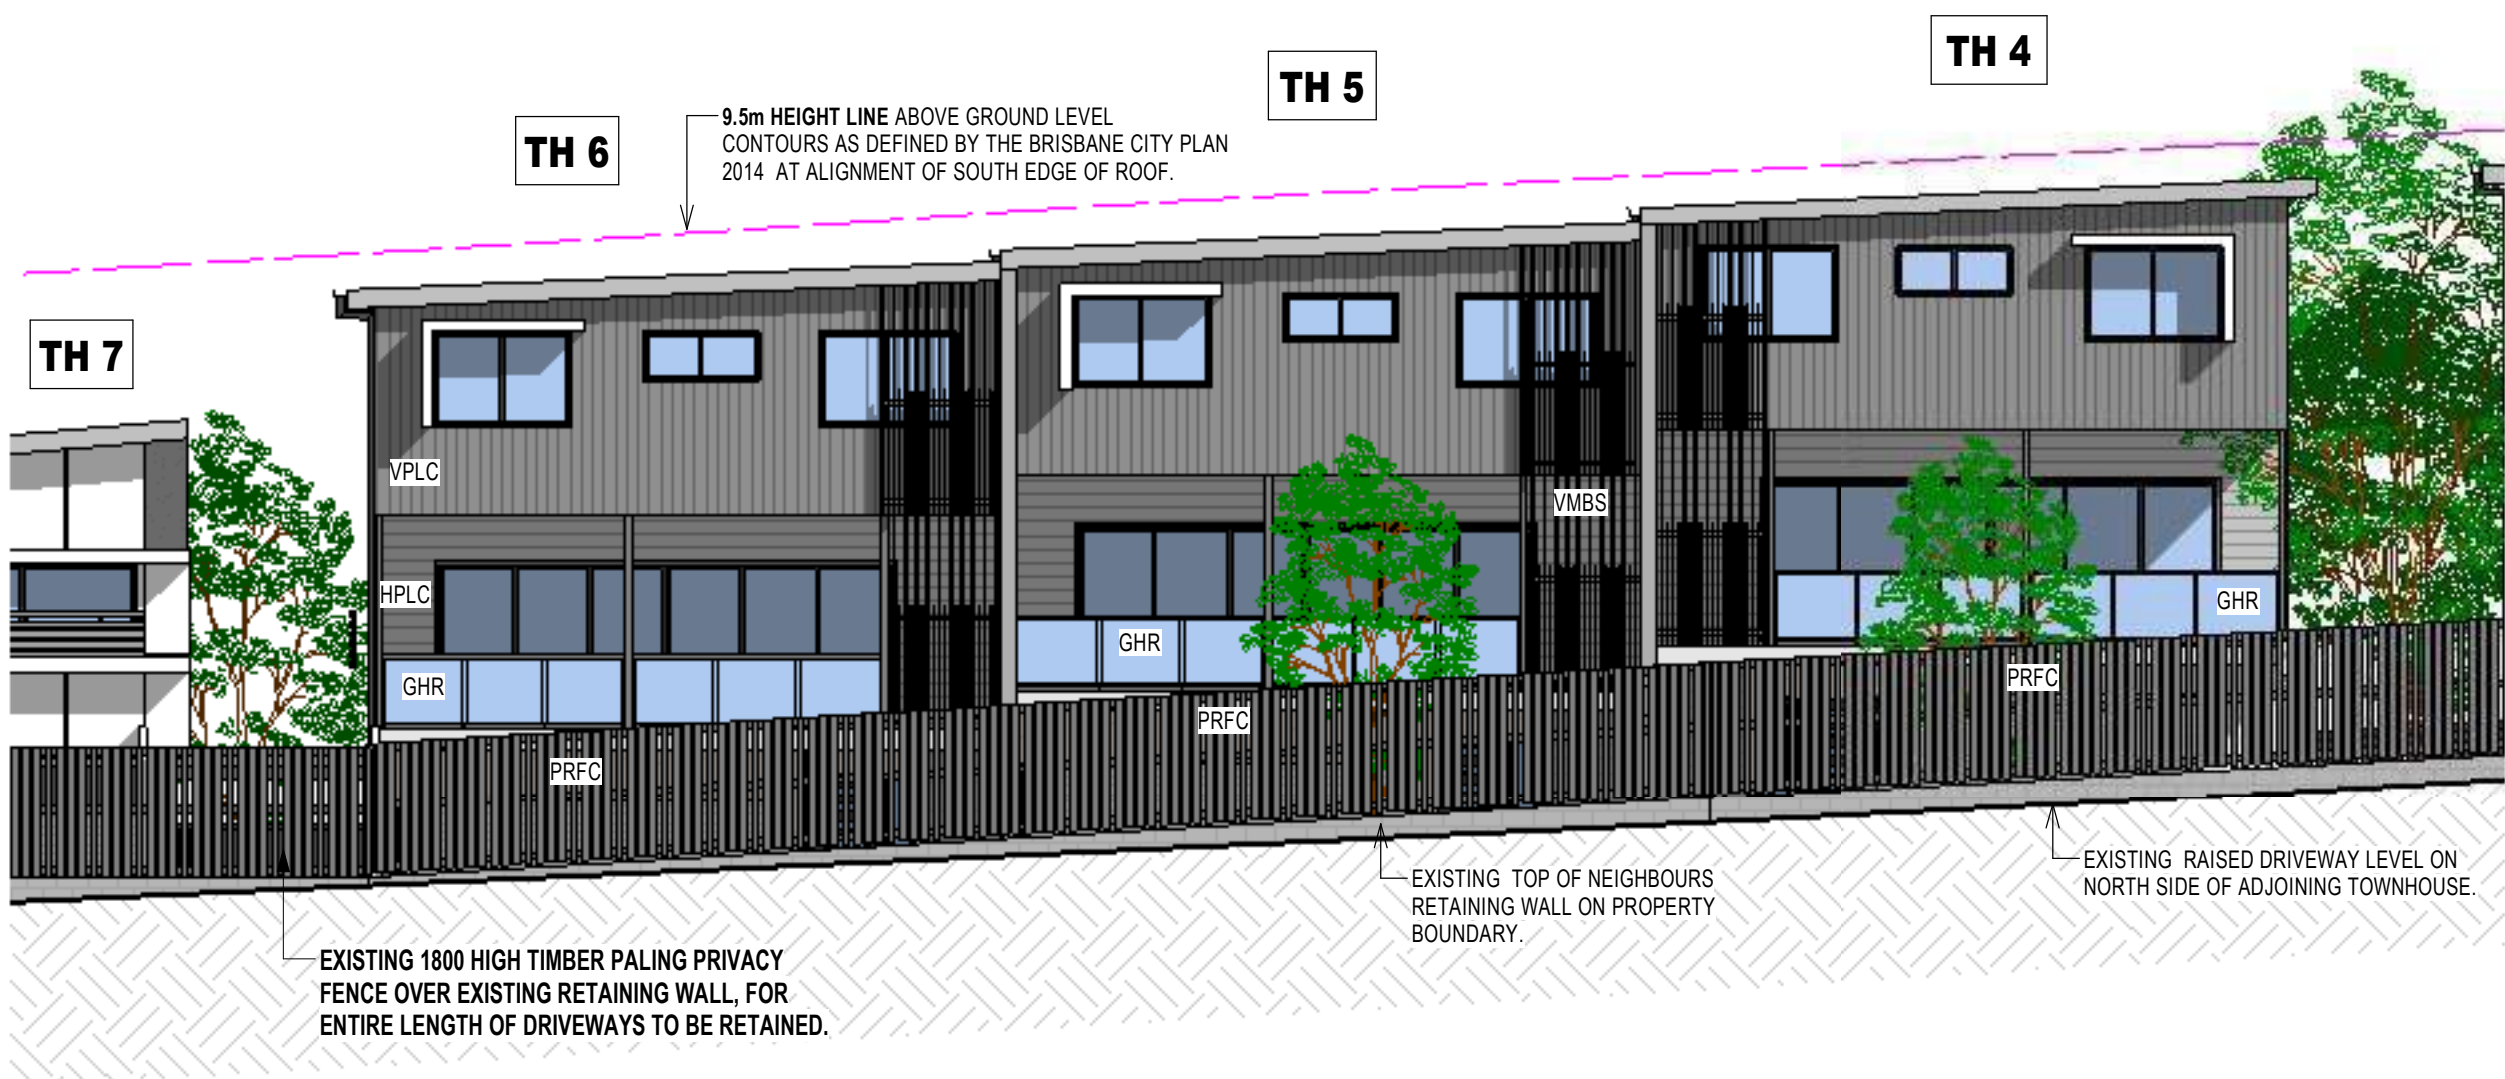 TH 4
TH 5
TH 6
9.5m HEIGHT LINE ABOVE GROUND LEVEL
CONTOURS AS DEFINED BY THE BRISBANE CITY PLAN
2014 AT ALIGNMENT OF SOUTH EDGE OF ROOF.
TH 7
VPLC
VMBS
HPLC
GHR
GHR
GHR
PRFC
PRFC
PRFC
EXISTING RAISED DRIVEWAY LEVEL ON
NORTH SIDE OF ADJOINING TOWNHOUSE.
EXISTING TOP OF NEIGHBOURS
RETAINING WALL ON PROPERTY
BOUNDARY.
EXISTING 1800 HIGH TIMBER PALING PRIVACY
FENCE OVER EXISTING RETAINING WALL, FOR
ENTIRE LENGTH OF DRIVEWAYS TO BE RETAINED.